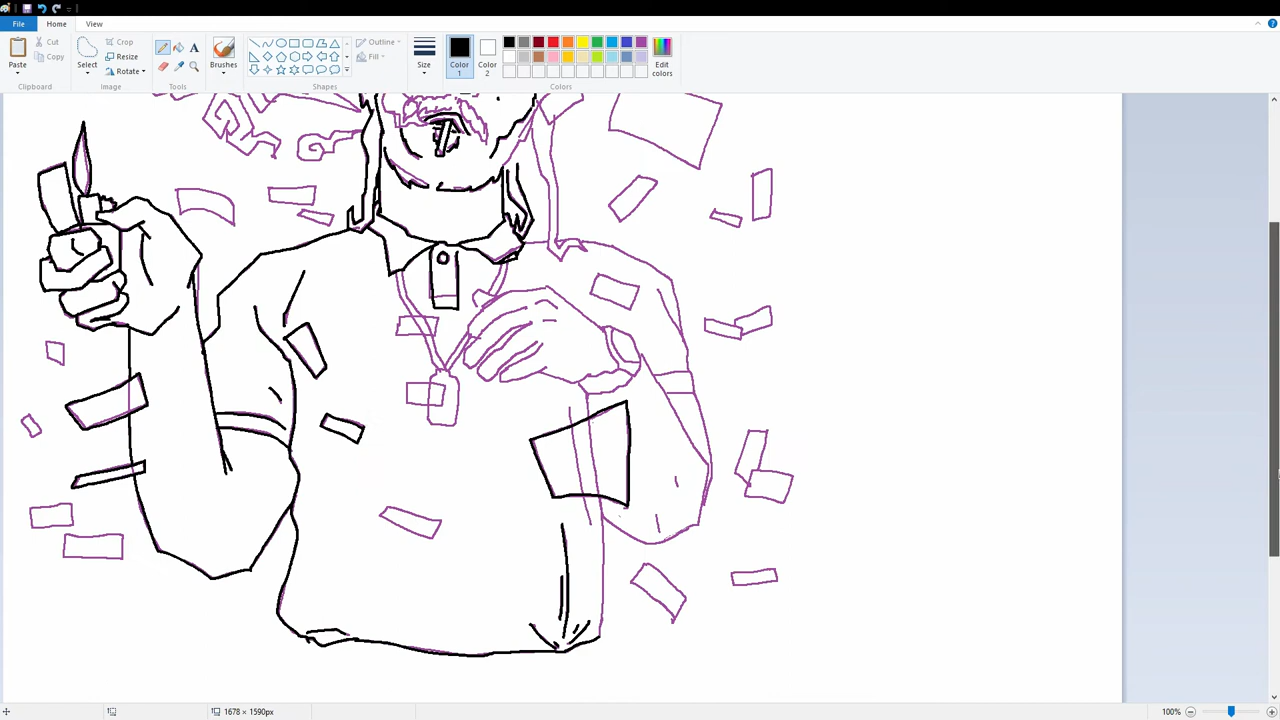 File Home View
Cut Crop Outline
Copy Resize Fill
Paste Select Rotate Brushes Size Color 1 Color 2 Edit colors
Clipboard Image Tools Shapes Colors
1678 × 1590px 100%